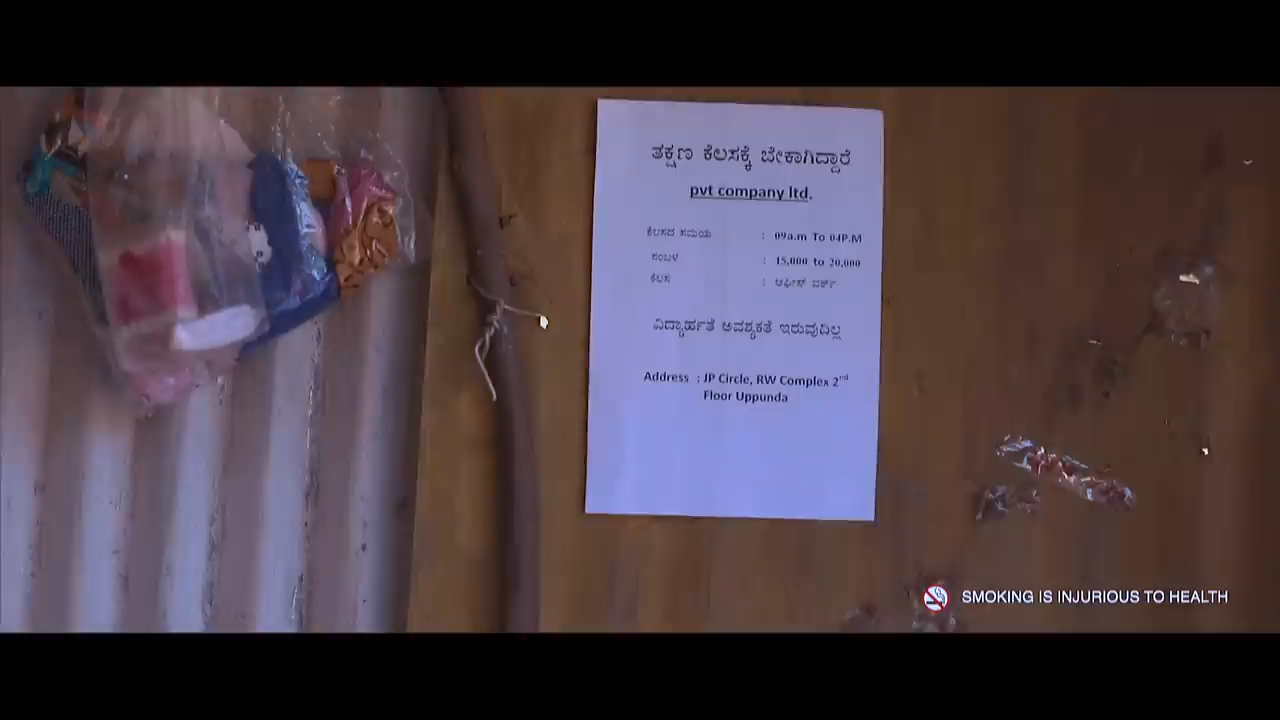 ತಕ್ಷಣ ಕೆಲಸಕ್ಕೆ ಬೇಕಾಗಿದ್ದಾರೆ
pvt company ltd.
ಕೆಲಸದ ಸಮಯ : 09a.m To 04P.M
ಸಂಬಳ : 15,000 to 20,000
ಕೆಲಸ : ಆಫೀಸ್ ವರ್ಕ್
ವಿದ್ಯಾರ್ಹತೆ ಅವಶ್ಯಕತೆ ಇರುವುದಿಲ್ಲ
Address : JP Circle, RW Complex 2nd
Floor Uppunda
SMOKING IS INJURIOUS TO HEALTH